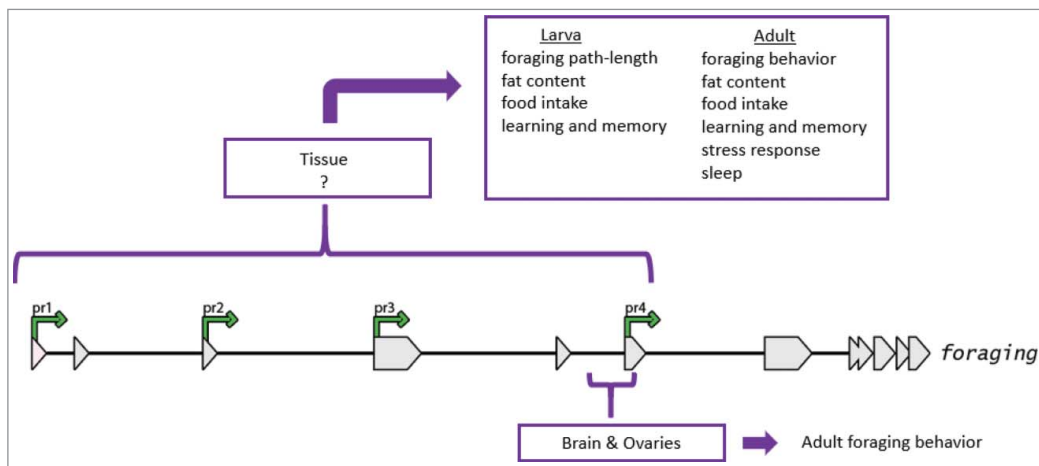 Larva
foraging path-length
fat content
food intake
learning and memory
Adult
foraging behavior
fat content
food intake
learning and memory
stress response
sleep
Tissue
?
pr1
pr2
pr3
pr4
foraging
Brain & Ovaries
Adult foraging behavior